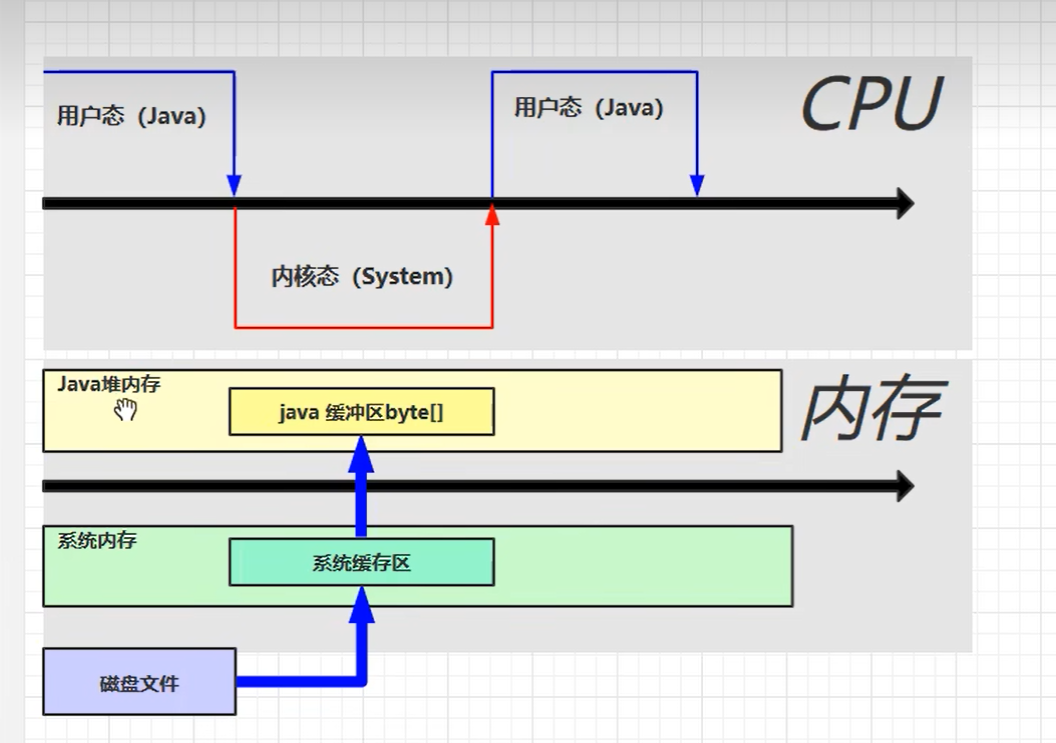 CPU
用户态（Java）
用户态（Java）
内核态（System）
内存
Java堆内存
java 缓冲区byte[]
系统内存
系统缓存区
磁盘文件